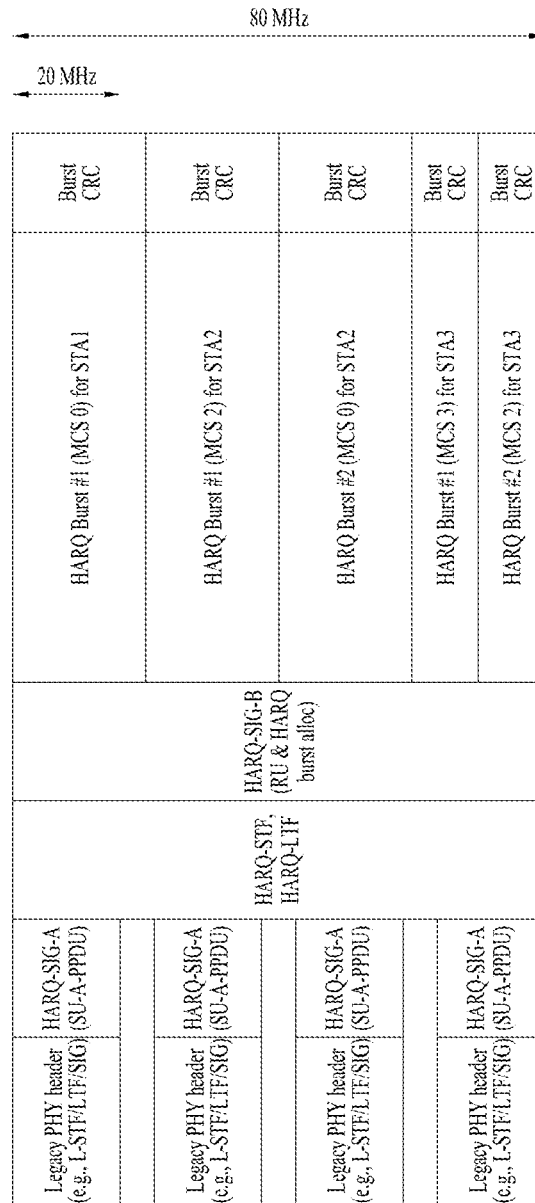 80 MHz
20 MHz
Burst
CRC
Burst
CRC
Burst
CRC
Burst
CRC
Burst
CRC
HARQ Burst #1 (MCS 0) for STA1
HARQ Burst #1 (MCS 2) for STA2
HARQ Burst #2 (MCS 0) for STA2
HARQ Burst #1 (MCS 3) for STA3
HARQ Burst #2 (MCS 2) for STA3
HARQ-SIG-B
(RU & HARQ
burst alloc)
HARQ-STF,
HARQ-LTF
HARQ-SIG-A
(SU-A-PPDU)
HARQ-SIG-A
(SU-A-PPDU)
HARQ-SIG-A
(SU-A-PPDU)
HARQ-SIG-A
(SU-A-PPDU)
Legacy PHY header
(e.g., L-STF/LTF/SIG)
Legacy PHY header
(e.g., L-STF/LTF/SIG)
Legacy PHY header
(e.g., L-STF/LTF/SIG)
Legacy PHY header
(e.g., L-STF/LTF/SIG)